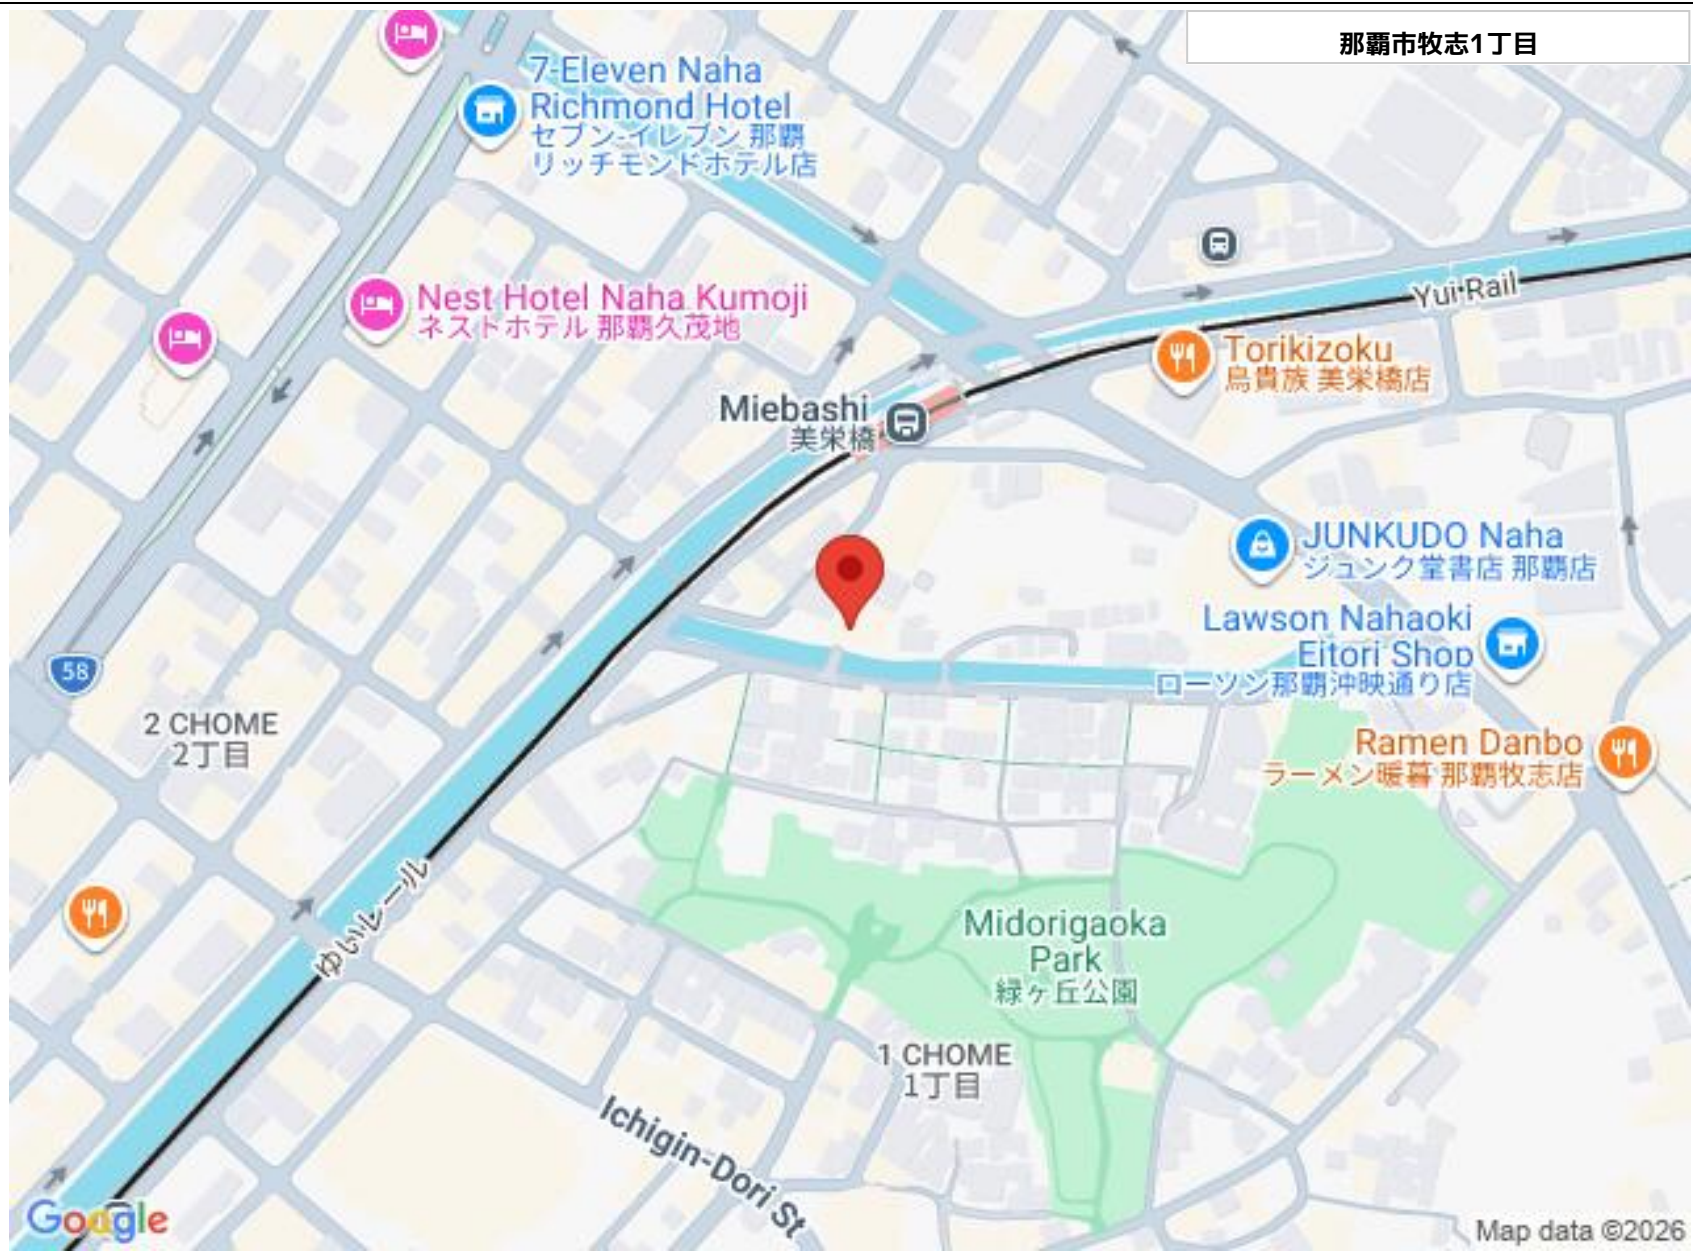 那覇市牧志1丁目
7-Eleven Naha
Richmond Hotel
セブン-イレブン 那覇
リッチモンドホテル店
Yui Rail
Nest Hotel Naha Kumoji
ネストホテル 那覇久茂地
Torikizoku
鳥貴族 美栄橋店
Miebashi
美栄橋
JUNKUDO Naha
ジュンク堂書店 那覇店
Lawson Nahaoki
Eitori Shop
ローソン那覇沖映通り店
58
2 CHOME
2丁目
Ramen Danbo
ラーメン暖暮 那覇牧志店
ゆいレール
Midorigaoka
Park
緑ヶ丘公園
1 CHOME
1丁目
Ichigin-Dori St
Google
Map data ©2026